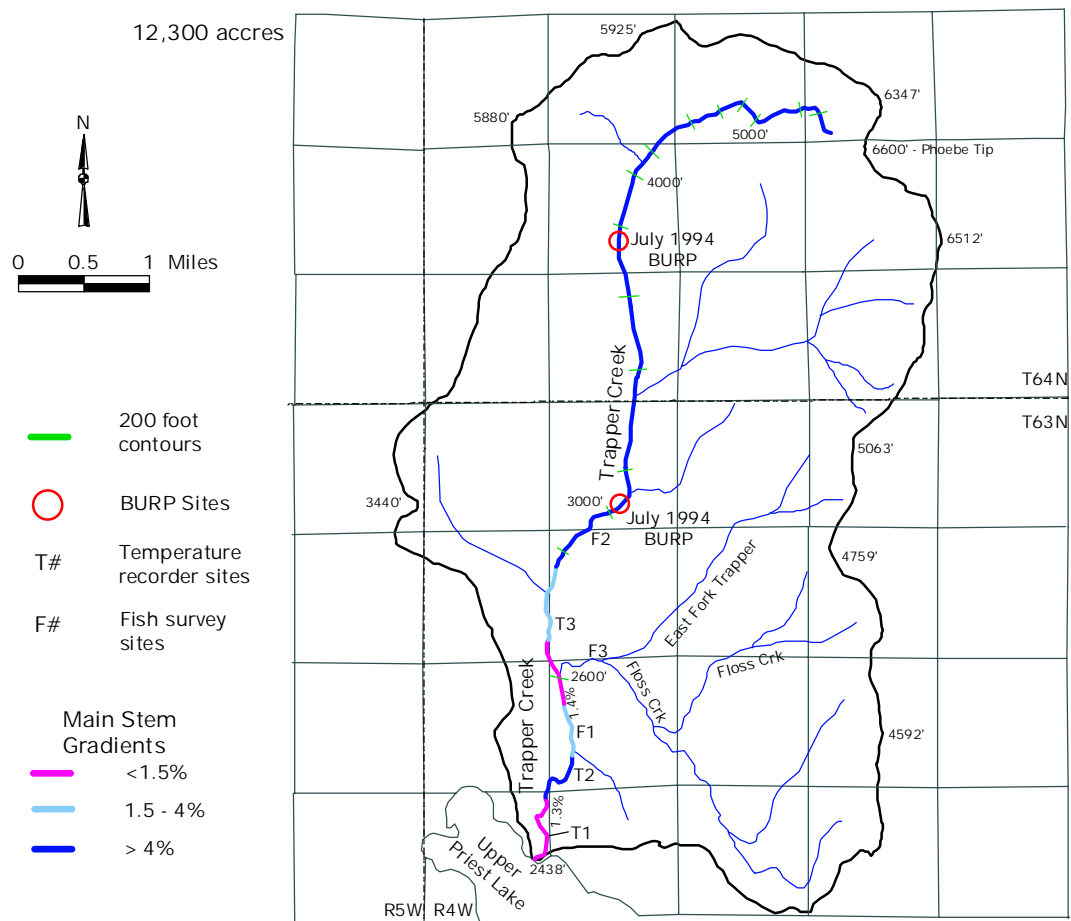 12,300 accres
5925'
6347'
5880'
5000'
6600' - Phoebe Tip
N
4000'
July 1994
BURP
6512'
0 0.5 1 Miles
Trapper Creek
T64N
T63N
200 foot
contours
5063'
BURP Sites
3440'
3000'
July 1994
BURP
F2
T#
Temperature
recorder sites
4759'
East Fork Trapper
F#
Fish survey
sites
T3
F3
Floss Crk
Floss Crk
2600'
1.4%
Trapper Creek
F1
4592'
Main Stem
Gradients
<1.5%
T2
1.5 - 4%
1.3%
T1
> 4%
Upper
Priest Lake
2438'
R5W
R4W